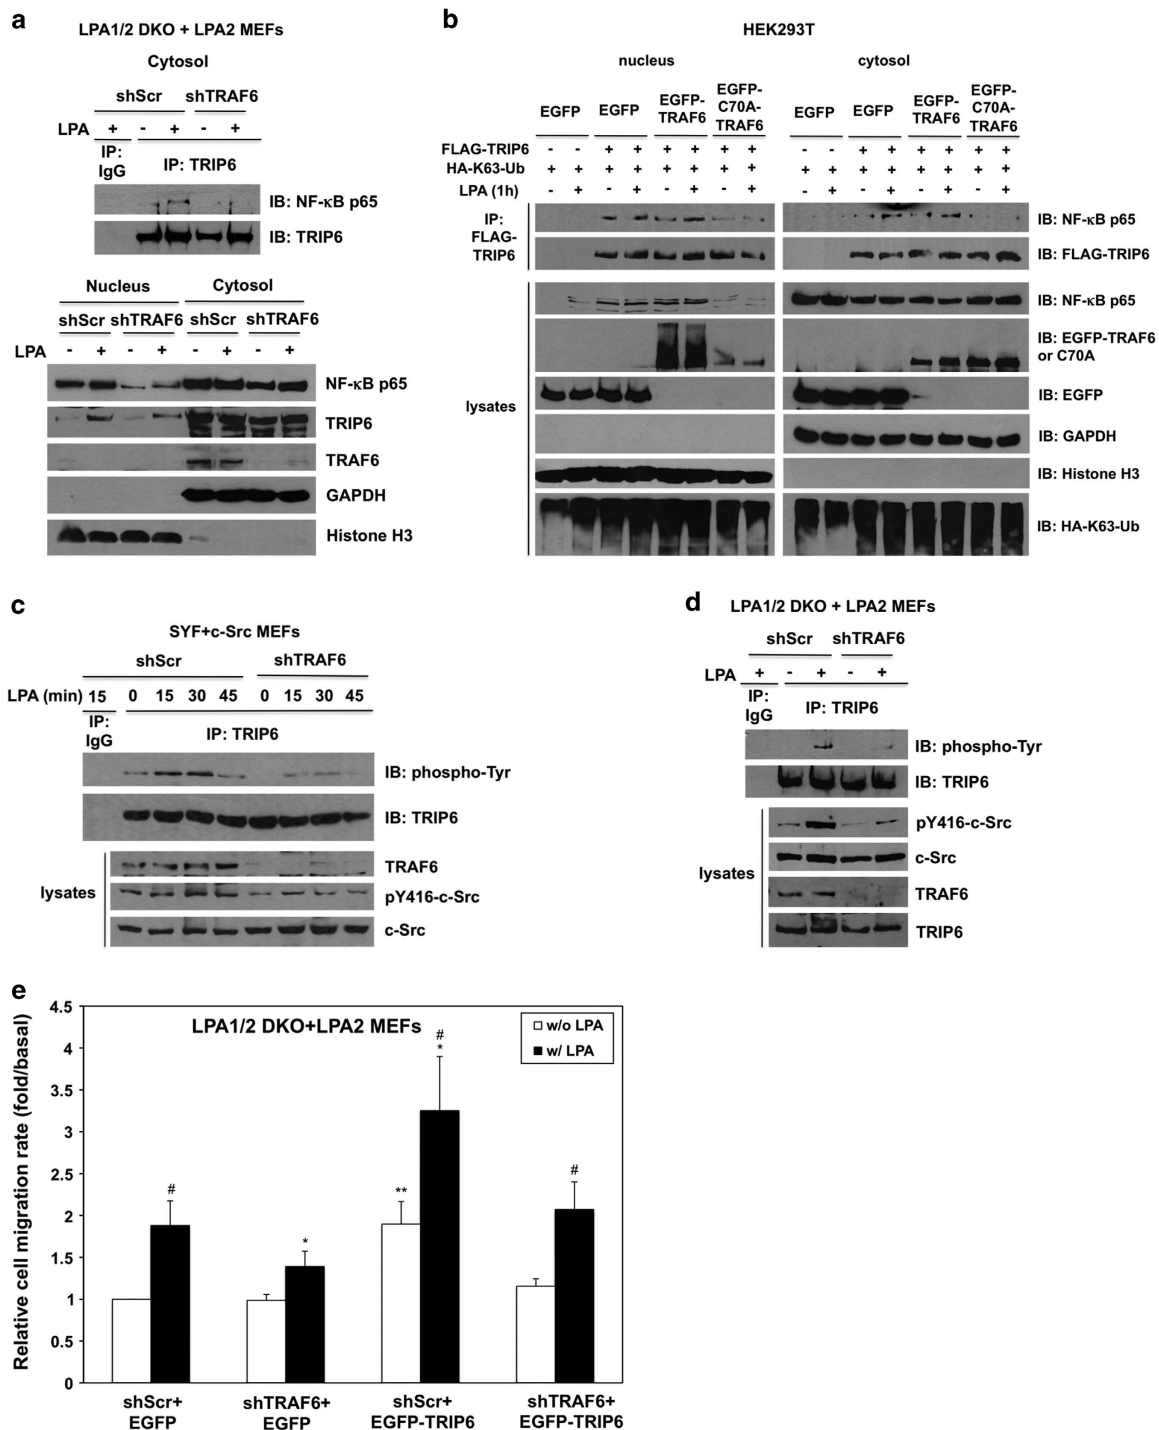 a
LPA1/2 DKO + LPA2 MEFs
Cytosol
shScr shTRAF6
LPA + - + - +
IP: IgG IP: TRIP6
IB: NF-κB p65
IB: TRIP6
Nucleus Cytosol
shScr shTRAF6 shScr shTRAF6
LPA - + - + - + - +
NF-κB p65
TRIP6
TRAF6
GAPDH
Histone H3
b
HEK293T
nucleus cytosol
EGFP EGFP EGFP-TRAF6 EGFP-C70A-TRAF6 EGFP EGFP EGFP-TRAF6 EGFP-C70A-TRAF6
FLAG-TRIP6 - - + + + + + + - - + + + + + +
HA-K63-Ub + + + + + + + + + + + + + + + +
LPA (1h) - + - + - + - + - + - + - + - +
IP: FLAG-TRIP6
IB: NF-κB p65
IB: FLAG-TRIP6
lysates
IB: NF-κB p65
IB: EGFP-TRAF6
or C70A
IB: EGFP
IB: GAPDH
IB: Histone H3
IB: HA-K63-Ub
c
SYF+c-Src MEFs
shScr shTRAF6
LPA (min) 15 0 15 30 45 0 15 30 45
IP: IgG IP: TRIP6
IB: phospho-Tyr
IB: TRIP6
lysates
TRAF6
pY416-c-Src
c-Src
d
LPA1/2 DKO + LPA2 MEFs
shScr shTRAF6
LPA + - + - +
IP: IgG IP: TRIP6
IB: phospho-Tyr
IB: TRIP6
lysates
pY416-c-Src
c-Src
TRAF6
TRIP6
e
LPA1/2 DKO+LPA2 MEFs
w/o LPA
w/ LPA
Relative cell migration rate (fold/basal)
4.5
4
3.5
3
2.5
2
1.5
1
0.5
0
# * ** # * #
shScr+
EGFP
shTRAF6+
EGFP
shScr+
EGFP-TRIP6
shTRAF6+
EGFP-TRIP6